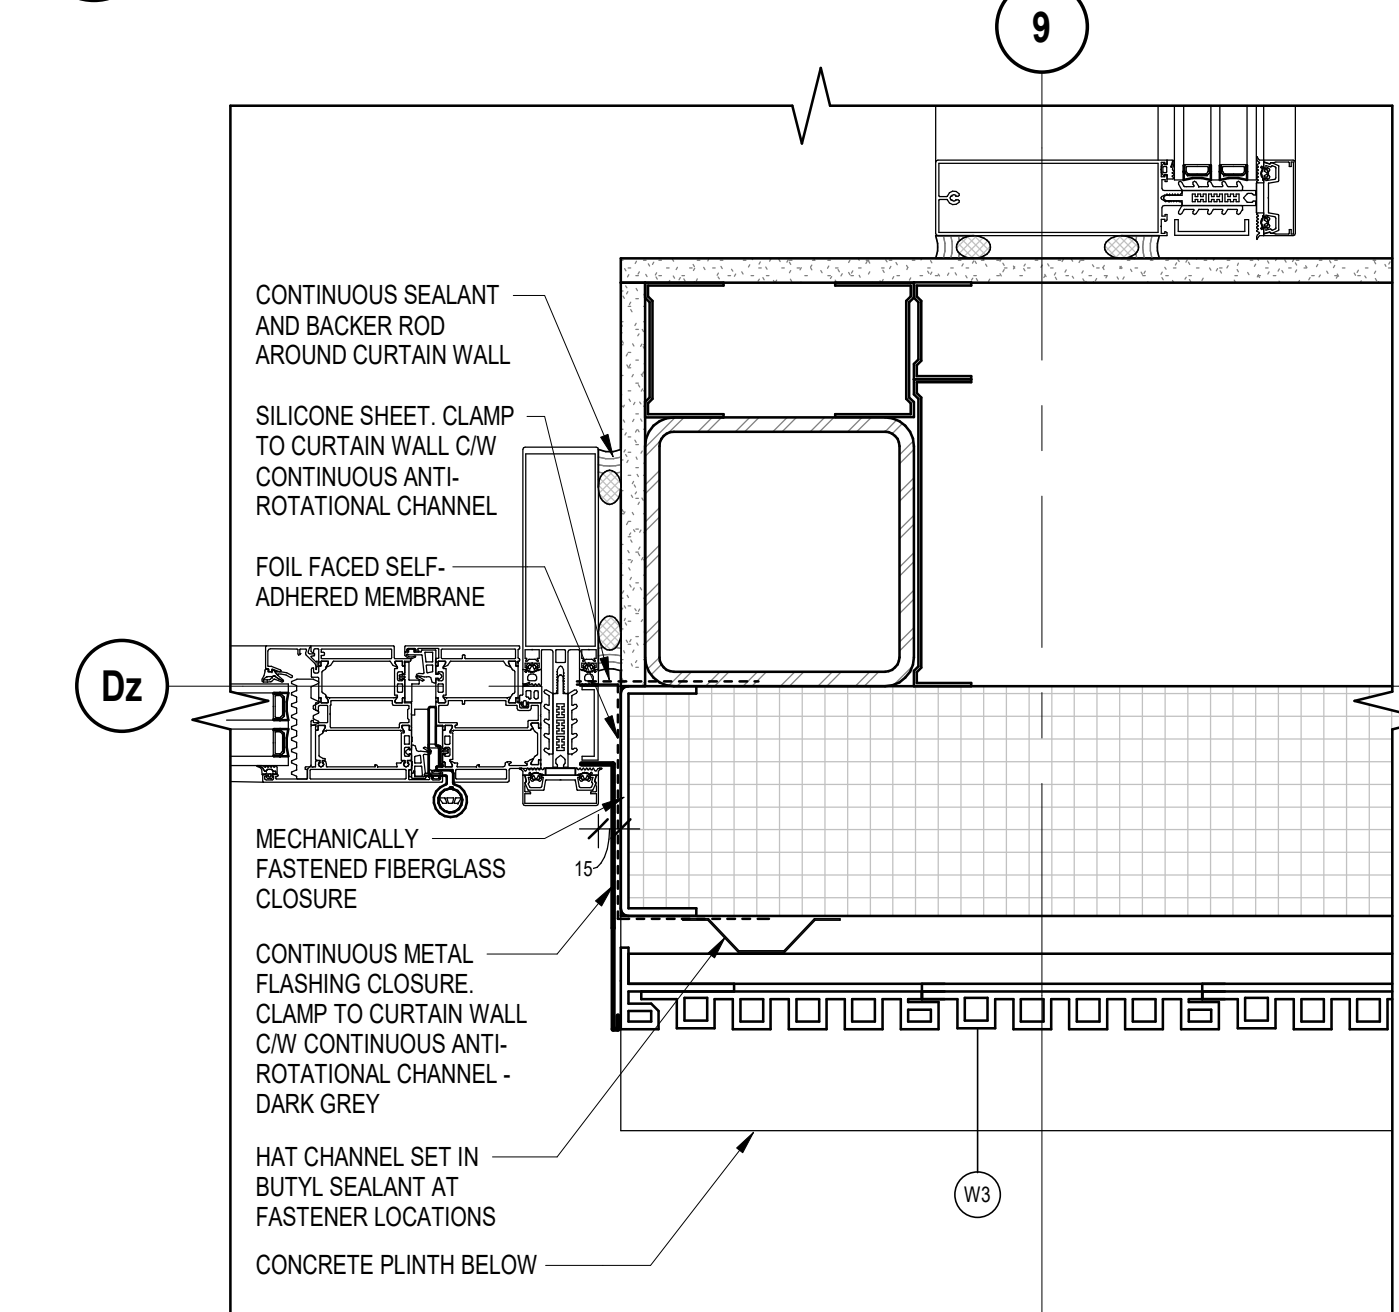 9
CONTINUOUS SEALANT
AND BACKER ROD
AROUND CURTAIN WALL
SILICONE SHEET. CLAMP
TO CURTAIN WALL C/W
CONTINUOUS ANTI-
ROTATIONAL CHANNEL
FOIL FACED SELF-
ADHERED MEMBRANE
Dz
MECHANICALLY
FASTENED FIBERGLASS
CLOSURE
15
CONTINUOUS METAL
FLASHING CLOSURE.
CLAMP TO CURTAIN WALL
C/W CONTINUOUS ANTI-
ROTATIONAL CHANNEL -
DARK GREY
HAT CHANNEL SET IN
BUTYL SEALANT AT
FASTENER LOCATIONS
W3
CONCRETE PLINTH BELOW